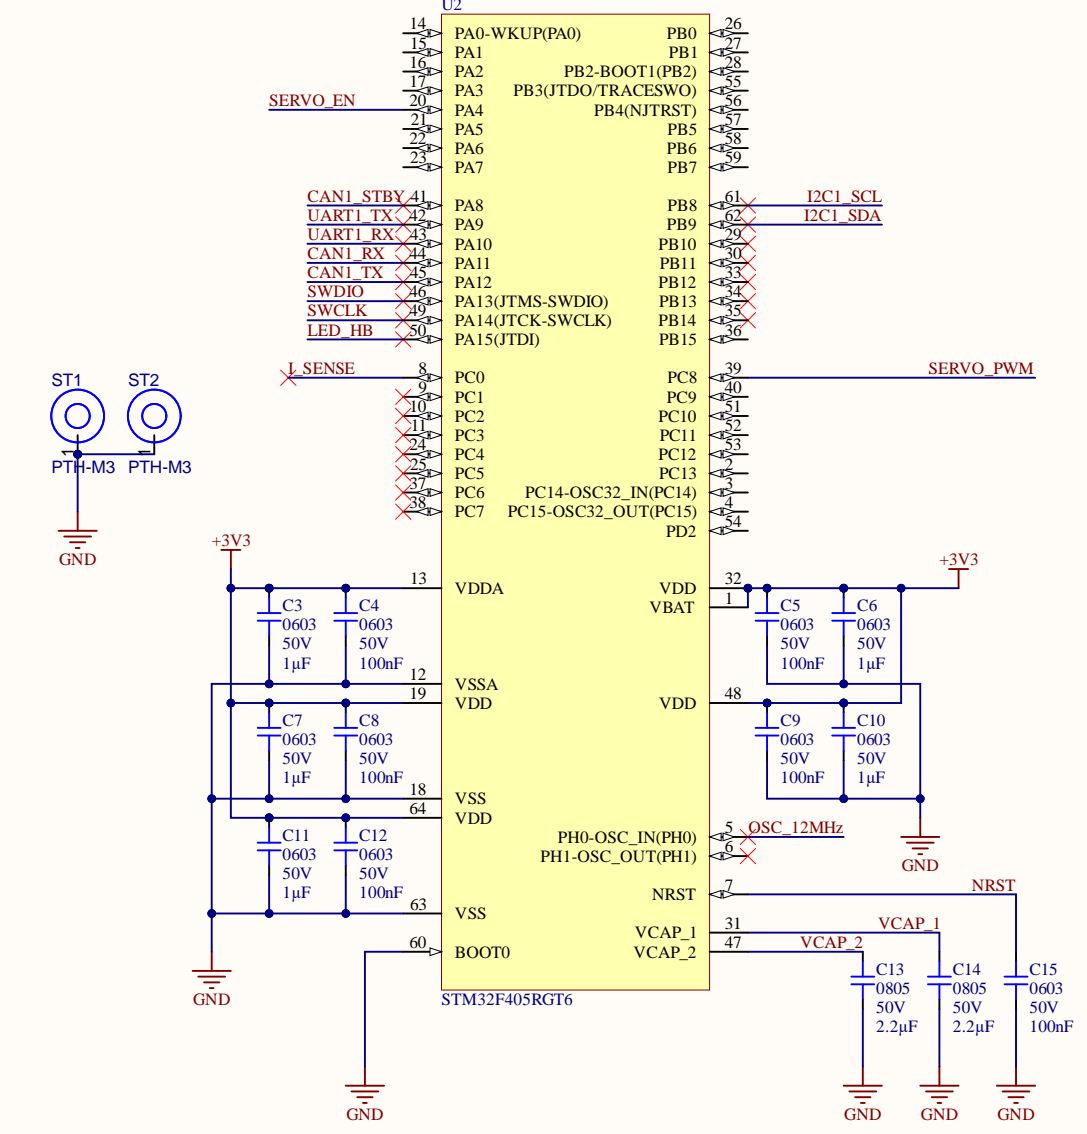 U2
14 PA0-WKUP(PA0) PB0 26
15 PA1 PB1 27
16 PA2 PB2-BOOT1(PB2) 28
17 PA3 PB3(JTDO/TRACESWO) 55
SERVO_EN 20 PA4 PB4(NJTRST) 56
21 PA5 PB5 57
22 PA6 PB6 58
23 PA7 PB7 59
CAN1_STBY 41 PA8 PB8 61 I2C1_SCL
UART1_TX 42 PA9 PB9 62 I2C1_SDA
UART1_RX 43 PA10 PB10 29
CAN1_RX 44 PA11 PB11 30
CAN1_TX 45 PA12 PB12 33
SWDIO 46 PA13(JTMS-SWDIO) PB13 34
SWCLK 49 PA14(JTCK-SWCLK) PB14 35
LED_HB 50 PA15(JTDI) PB15 36
I_SENSE 8 PC0 PC8 39 SERVO_PWM
9 PC1 PC9 40
10 PC2 PC10 51
11 PC3 PC11 52
24 PC4 PC12 53
25 PC5 PC13 2
37 PC6 PC14-OSC32_IN(PC14) 3
38 PC7 PC15-OSC32_OUT(PC15) 4
PD2 54
ST1 ST2
1 1
PTH-M3 PTH-M3
GND
+3V3 +3V3
13 VDDA VDD 32
VBAT 1
C3 C4 C5 C6
0603 0603 0603 0603
50V 50V 50V 50V
1µF 100nF 100nF 1µF
12 VSSA
19 VDD VDD 48
C7 C8 C9 C10
0603 0603 0603 0603
50V 50V 50V 50V
1µF 100nF 100nF 1µF
18 VSS
64 VDD
C11 C12
0603 0603
50V 50V
1µF 100nF
PH0-OSC_IN(PH0) 5 OSC_12MHz
PH1-OSC_OUT(PH1) 6
GND
NRST 7 NRST
63 VSS
VCAP_1 31 VCAP_1
60 BOOT0 VCAP_2 47 VCAP_2
GND
STM32F405RGT6
C13 C14 C15
0805 0805 0603
50V 50V 50V
2.2µF 2.2µF 100nF
GND GND GND GND